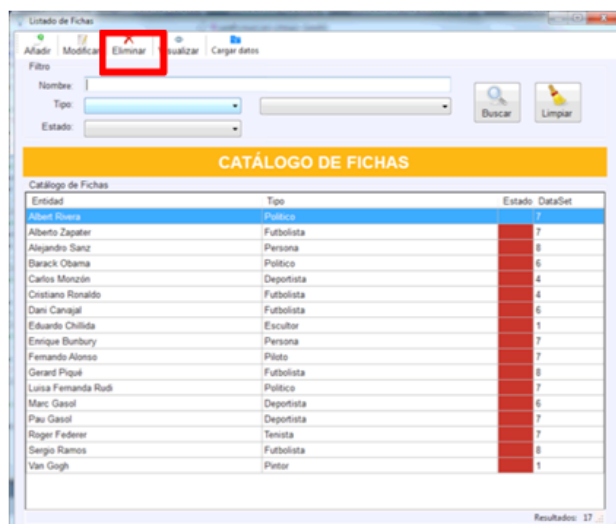 Listado de Fichas
Añadir Modificar Eliminar Visualizar Cargar datos
Filtro
Nombre:
Tipo:
Estado:
Buscar Limpiar
CATÁLOGO DE FICHAS
Catálogo de Fichas
Entidad Tipo Estado DataSet
Albert Rivera Politico 7
Alberto Zapater Futbolista 7
Alejandro Sanz Persona 8
Barack Obama Politico 6
Carlos Monzón Deportista 4
Cristiano Ronaldo Futbolista 4
Dani Carvajal Futbolista 6
Eduardo Chillida Escultor 1
Enrique Bunbury Persona 7
Fernando Alonso Piloto 7
Gerard Piqué Futbolista 8
Luisa Fernanda Rudi Politico 7
Marc Gasol Deportista 6
Pau Gasol Deportista 7
Roger Federer Tenista 7
Sergio Ramos Futbolista 8
Van Gogh Pintor 1
Resultados: 17